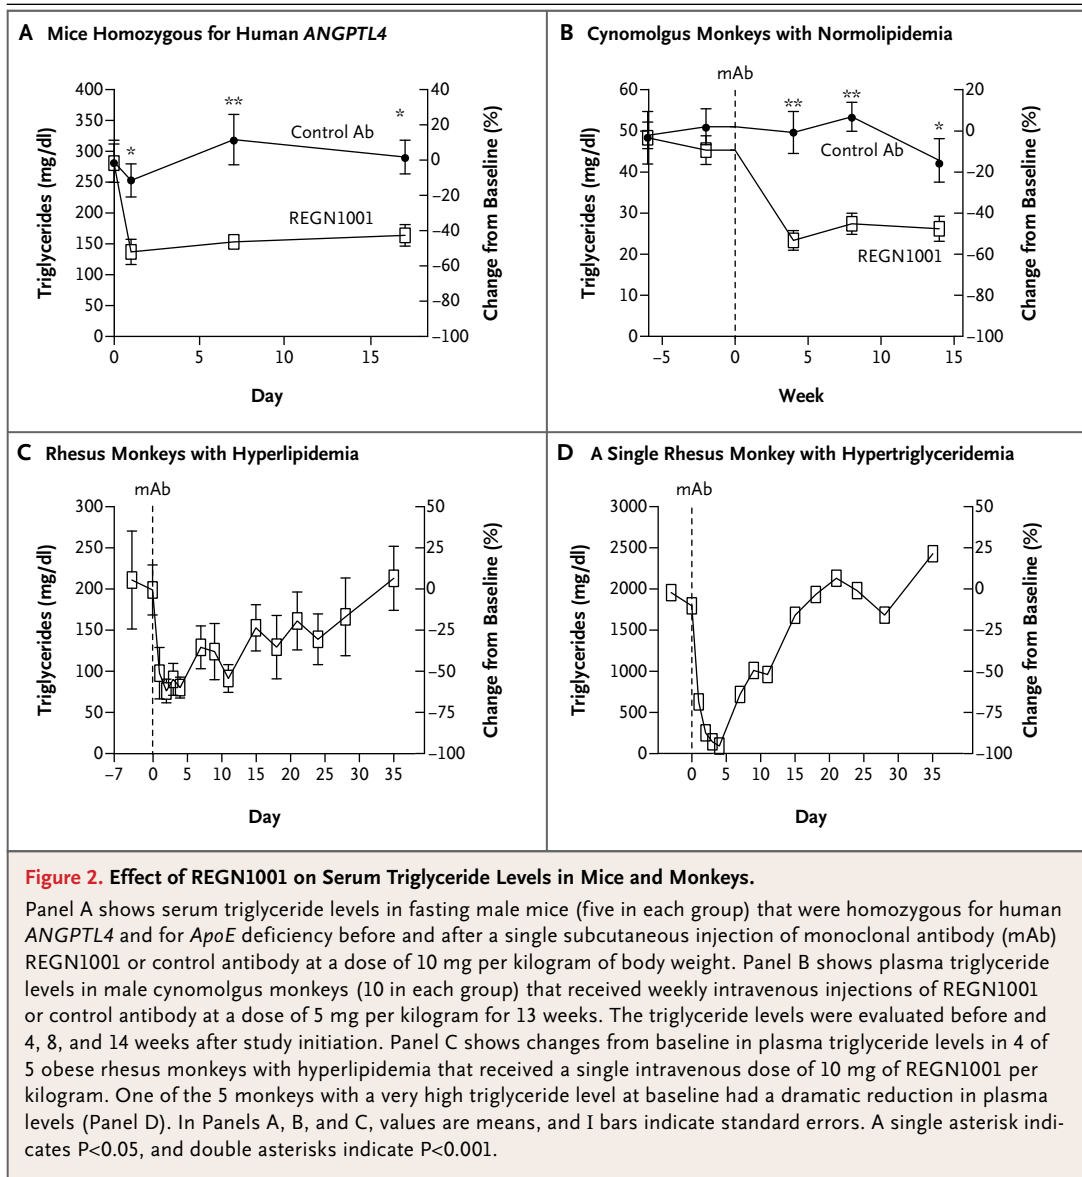 A Mice Homozygous for Human ANGPTL4
400
350
300
250
200
150
100
50
0
Triglycerides (mg/dl)
40
20
0
–20
–40
–60
–80
–100
Change from Baseline (%)
*
**
*
Control Ab
REGN1001
0 5 10 15
Day
B Cynomolgus Monkeys with Normolipidemia
mAb
60
50
40
30
20
10
0
Triglycerides (mg/dl)
20
0
–20
–40
–60
–80
–100
Change from Baseline (%)
**
**
*
Control Ab
REGN1001
–5 0 5 10 15
Week
C Rhesus Monkeys with Hyperlipidemia
mAb
300
250
200
150
100
50
0
Triglycerides (mg/dl)
50
25
0
–25
–50
–75
–100
Change from Baseline (%)
–7 0 5 10 15 20 25 30 35
Day
D A Single Rhesus Monkey with Hypertriglyceridemia
mAb
3000
2500
2000
1500
1000
500
0
Triglycerides (mg/dl)
50
25
0
–25
–50
–75
–100
Change from Baseline (%)
0 5 10 15 20 25 30 35
Day
Figure 2. Effect of REGN1001 on Serum Triglyceride Levels in Mice and Monkeys.
Panel A shows serum triglyceride levels in fasting male mice (five in each group) that were homozygous for human
ANGPTL4 and for ApoE deficiency before and after a single subcutaneous injection of monoclonal antibody (mAb)
REGN1001 or control antibody at a dose of 10 mg per kilogram of body weight. Panel B shows plasma triglyceride
levels in male cynomolgus monkeys (10 in each group) that received weekly intravenous injections of REGN1001
or control antibody at a dose of 5 mg per kilogram for 13 weeks. The triglyceride levels were evaluated before and
4, 8, and 14 weeks after study initiation. Panel C shows changes from baseline in plasma triglyceride levels in 4 of
5 obese rhesus monkeys with hyperlipidemia that received a single intravenous dose of 10 mg of REGN1001 per
kilogram. One of the 5 monkeys with a very high triglyceride level at baseline had a dramatic reduction in plasma
levels (Panel D). In Panels A, B, and C, values are means, and I bars indicate standard errors. A single asterisk indi-
cates P<0.05, and double asterisks indicate P<0.001.